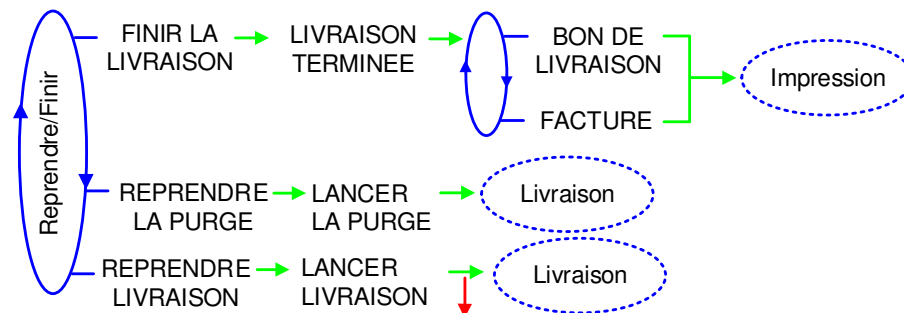 Reprendre/Finir
FINIR LA
LIVRAISON
LIVRAISON
TERMINEE
BON DE
LIVRAISON
FACTURE
Impression
REPRENDRE
LA PURGE
LANCER
LA PURGE
Livraison
REPRENDRE
LIVRAISON
LANCER
LIVRAISON
Livraison